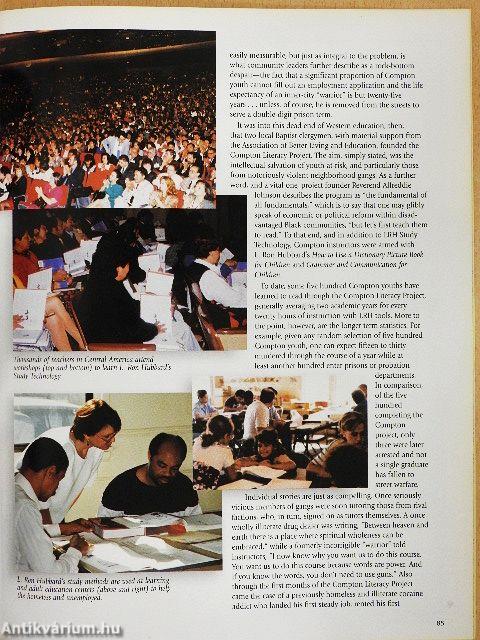 easily measurable, but just as integral to the problem, is
what community leaders further describe as a rock-bottom
despair—the fact that a significant proportion of Compton
youth cannot fill out an employment application and the life
expectancy of an inner-city "warrior" is but twenty-five
years . . . unless, of course, he is removed from the streets to
serve a double-digit prison term.
It was into this dead end of Western education, then,
that two local Baptist clergymen, with material support from
the Association of Better Living and Education, founded the
Compton Literacy Project. The aim, simply stated, was the
intellectual salvation of youth at risk, and particularly those
from notoriously violent neighborhood gangs. As a further
word, and a vital one, project founder Reverend Alfreddie
Johnson describes the program as "the fundamental of
all fundamentals," which is to say that one may glibly
speak of economic or political reform within disad-
vantaged Black communities, "but let's first teach them
to read." To that end, and in addition to LRH Study
Technology, Compton instructors were armed with
L. Ron Hubbard's How to Use a Dictionary Picture Book
for Children and Grammar and Communication for
Children.
To date, some five hundred Compton youths have
learned to read through the Compton Literacy Project,
generally averaging two academic years for every
twenty hours of instruction with LRH tools. More to
the point, however, are the longer term statistics. For
example, given any random selection of five hundred
Compton youth, one can expect fifteen to thirty
murdered through the course of a year while at
least another hundred enter prisons or probation
departments.
In comparison,
of the five
hundred
completing the
Compton
project, only
three were later
arrested and not
a single graduate
has fallen to
street warfare.
Individual stories are just as compelling. Once seriously
vicious members of gangs were soon tutoring those from rival
factions, who, in turn, signed on as tutors themselves. A once
wholly illiterate drug dealer was writing, "Between heaven and
earth there is a place where spiritual wholeness can be
embraced," while a formerly incorrigible "warrior" told
instructors, "I now know why you want us to do this course.
You want us to do this course because words are power. And
if you know the words, you don't need to use guns." Also
through the first months of the Compton Literacy Project
came the case of a previously homeless and illiterate cocaine
addict who landed his first steady job, rented his first
Thousands of teachers in Central America attend
workshops (top and bottom) to learn L. Ron Hubbard's
Study Technology.
L. Ron Hubbard's study methods are used at learning
and adult education centers (above and right) to help
the homeless and unemployed.
85
Antikvárium.hu